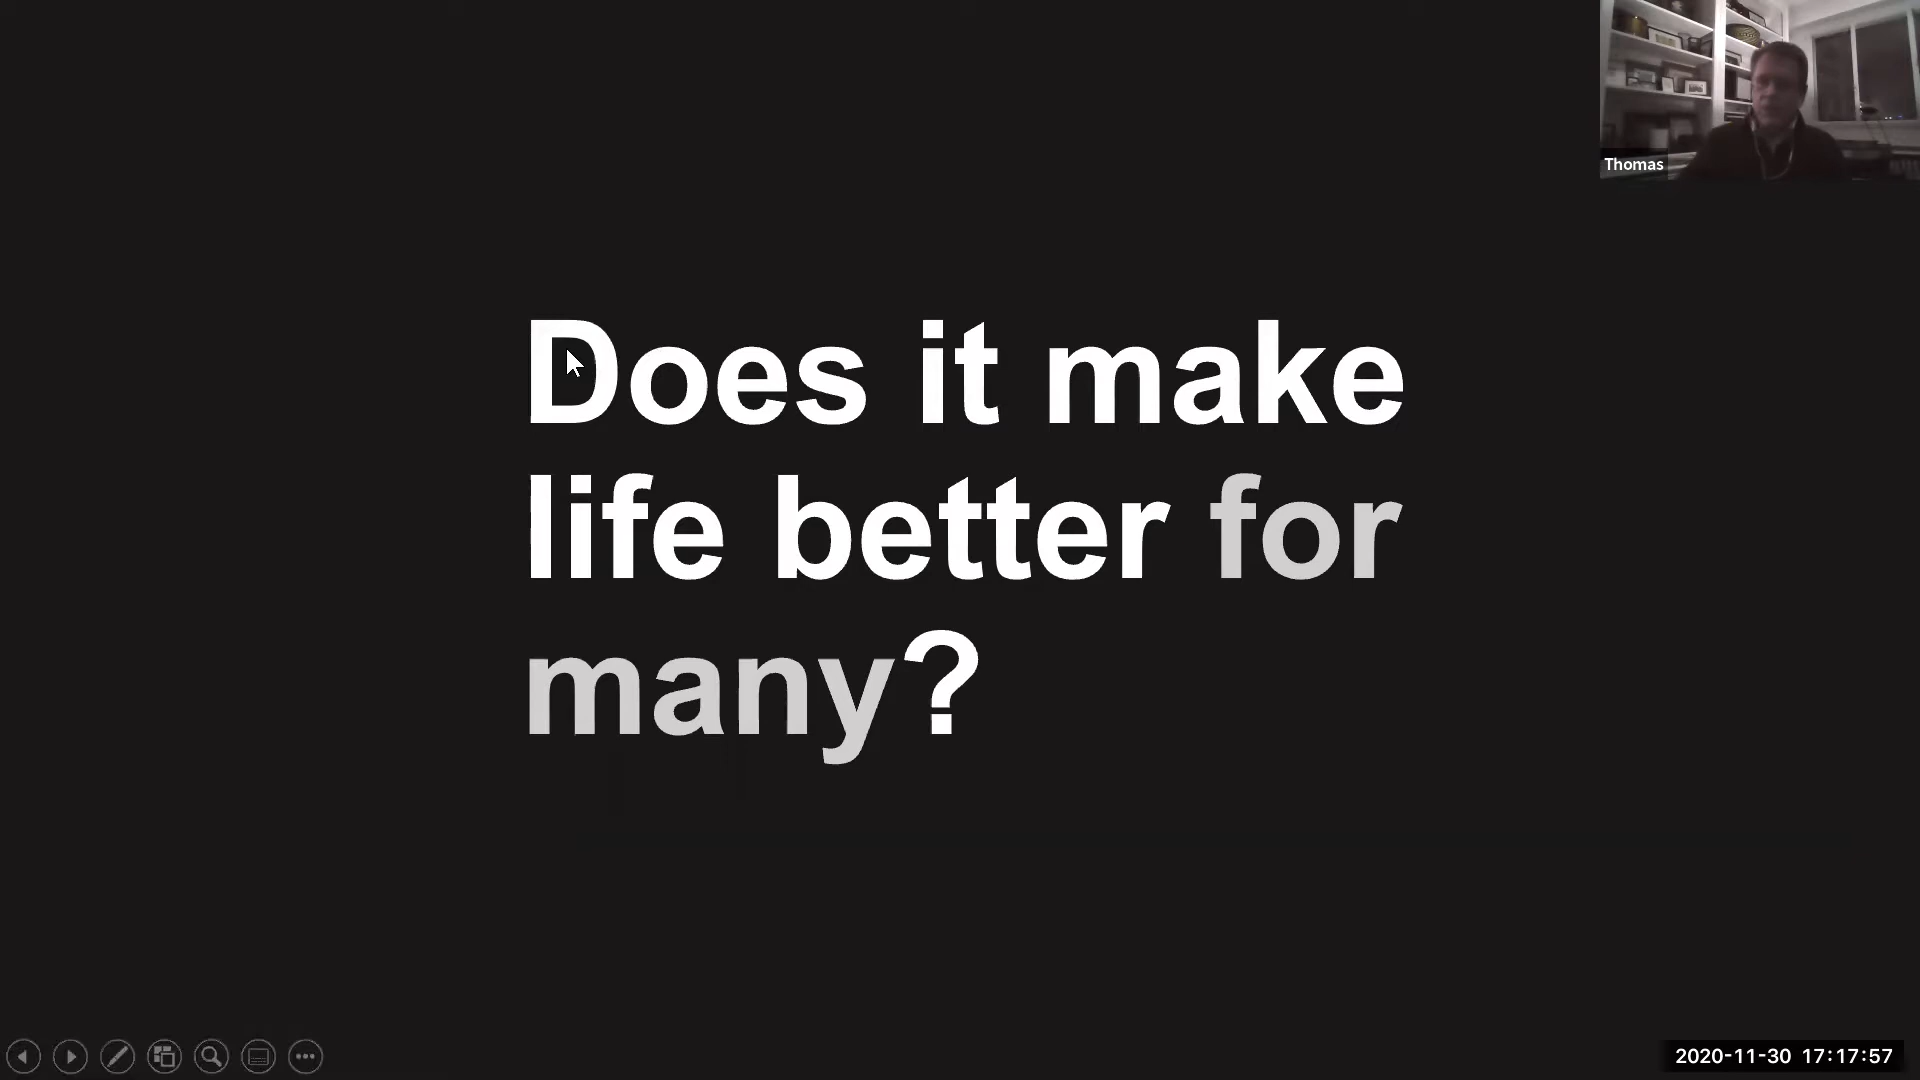 Thomas
Does it make
life better for
many?
2020-11-30 17:17:57